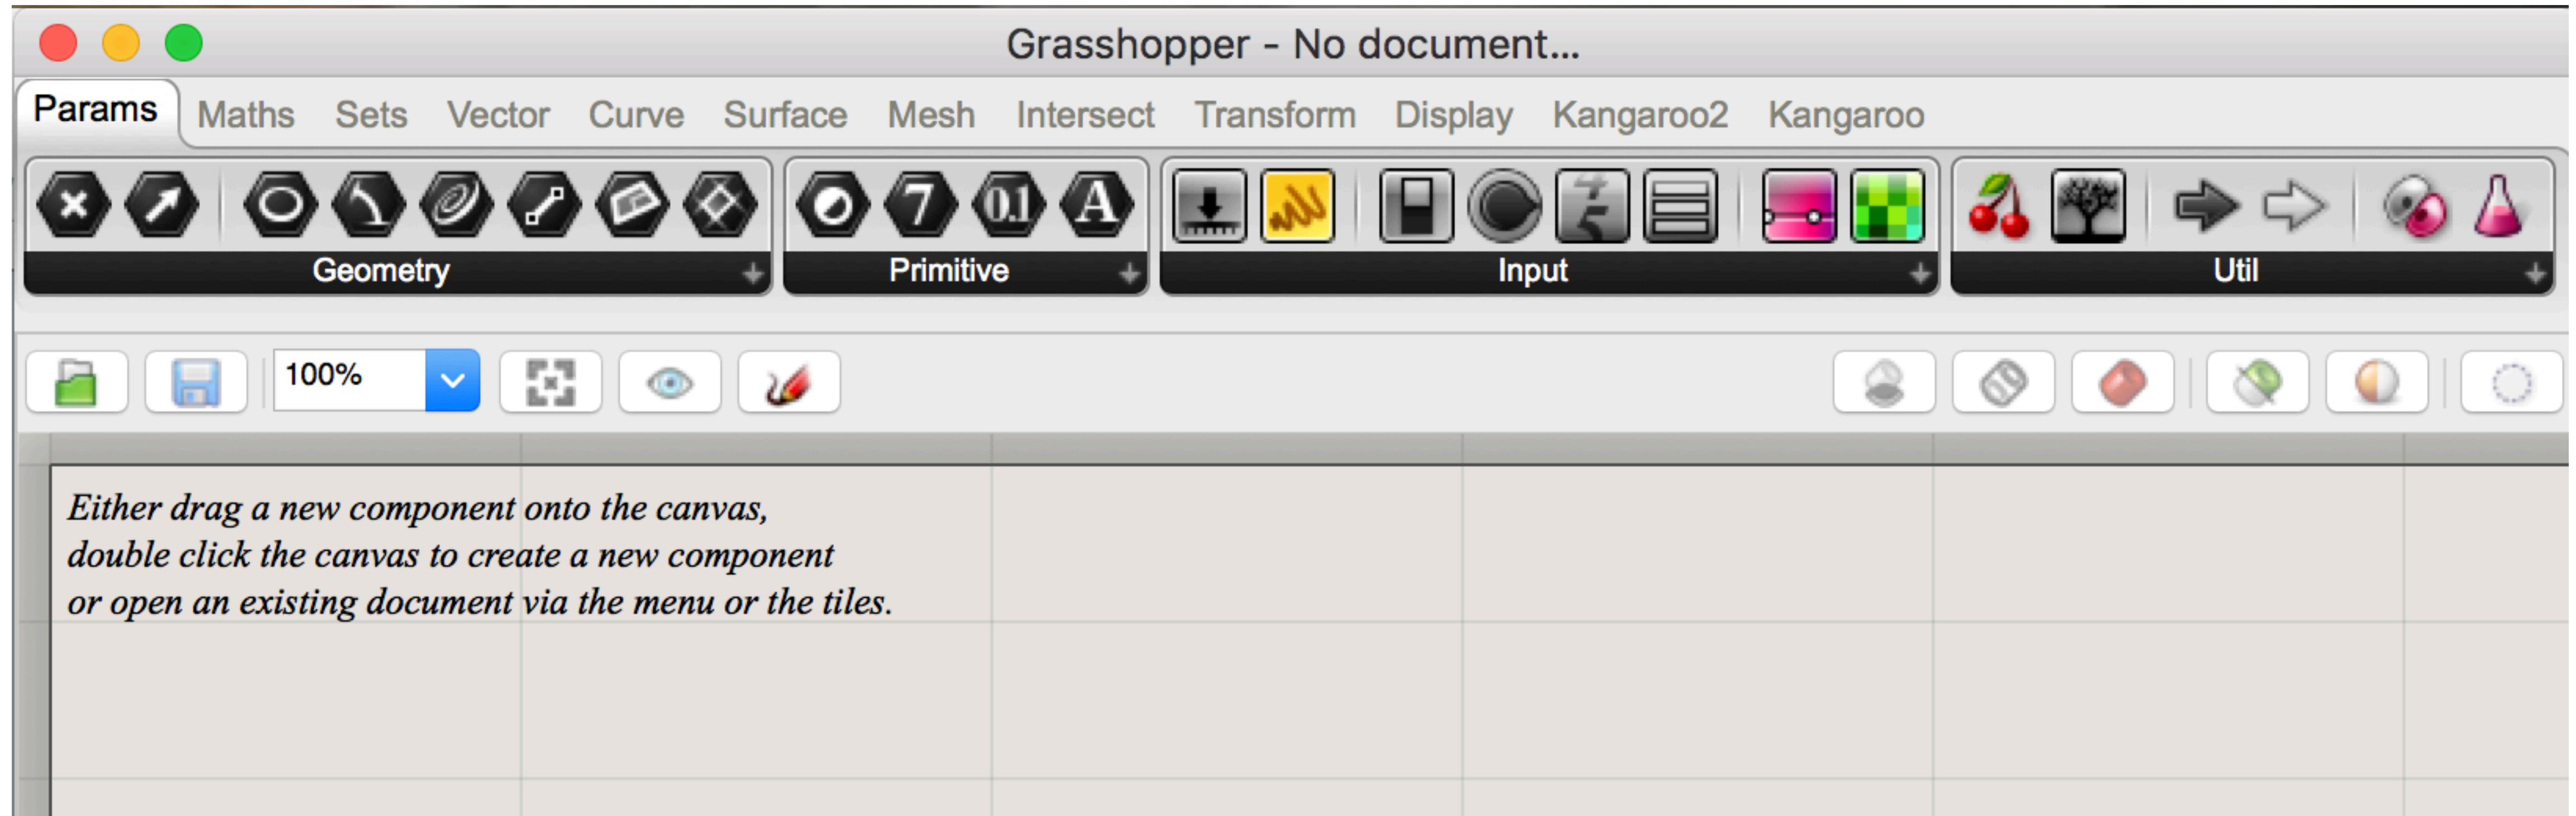 Grasshopper - No document...
Params Maths Sets Vector Curve Surface Mesh Intersect Transform Display Kangaroo2 Kangaroo
7 0.1 A 4 5
Geometry Primitive Input Util
100%
Either drag a new component onto the canvas,
double click the canvas to create a new component
or open an existing document via the menu or the tiles.